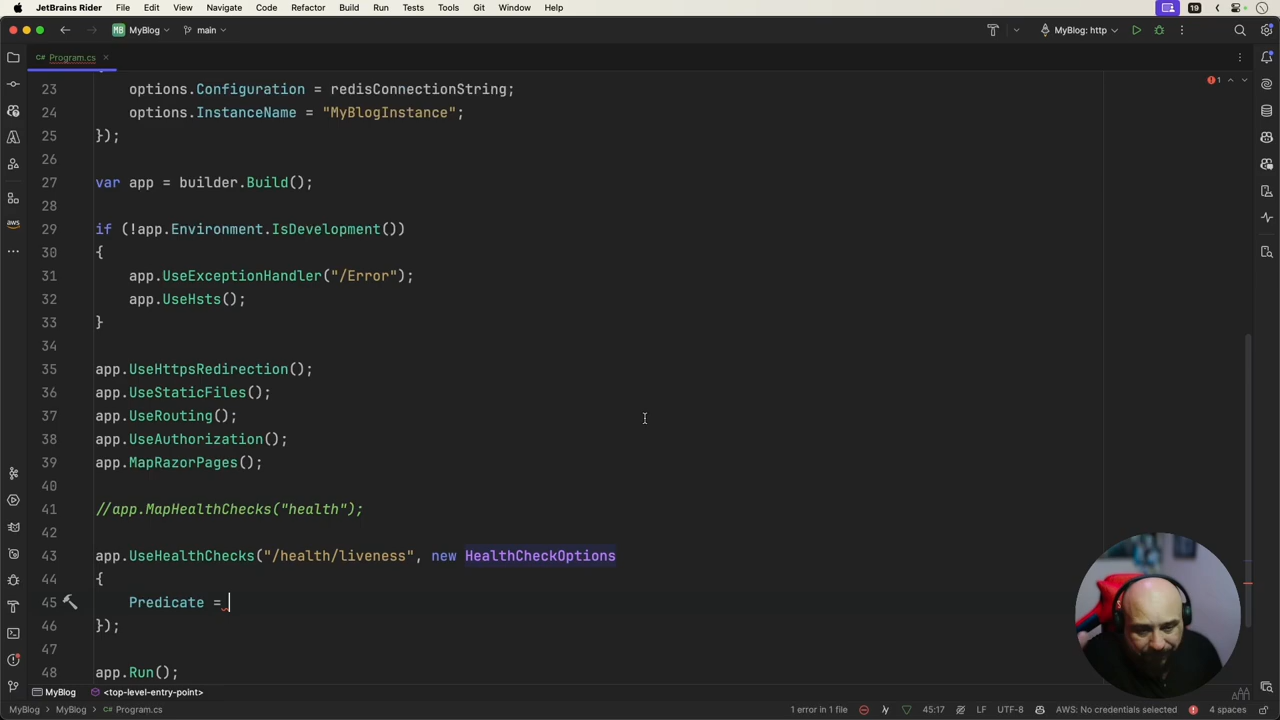 JetBrains Rider File Edit View Navigate Code Refactor Build Run Tests Tools Git Window Help 19
MB MyBlog main MyBlog: http
C# Program.cs
23 options.Configuration = redisConnectionString;
24 options.InstanceName = "MyBlogInstance";
25 });
26
27 var app = builder.Build();
28
29 if (!app.Environment.IsDevelopment())
30 {
31 app.UseExceptionHandler("/Error");
32 app.UseHsts();
33 }
34
35 app.UseHttpsRedirection();
36 app.UseStaticFiles();
37 app.UseRouting();
38 app.UseAuthorization();
39 app.MapRazorPages();
40
41 //app.MapHealthChecks("health");
42
43 app.UseHealthChecks("/health/liveness", new HealthCheckOptions
44 {
45 Predicate =
46 });
47
48 app.Run();
1
aws
MyBlog <top-level-entry-point>
MyBlog MyBlog Program.cs 1 error in 1 file 45:17 LF UTF-8 AWS: No credentials selected 4 spaces